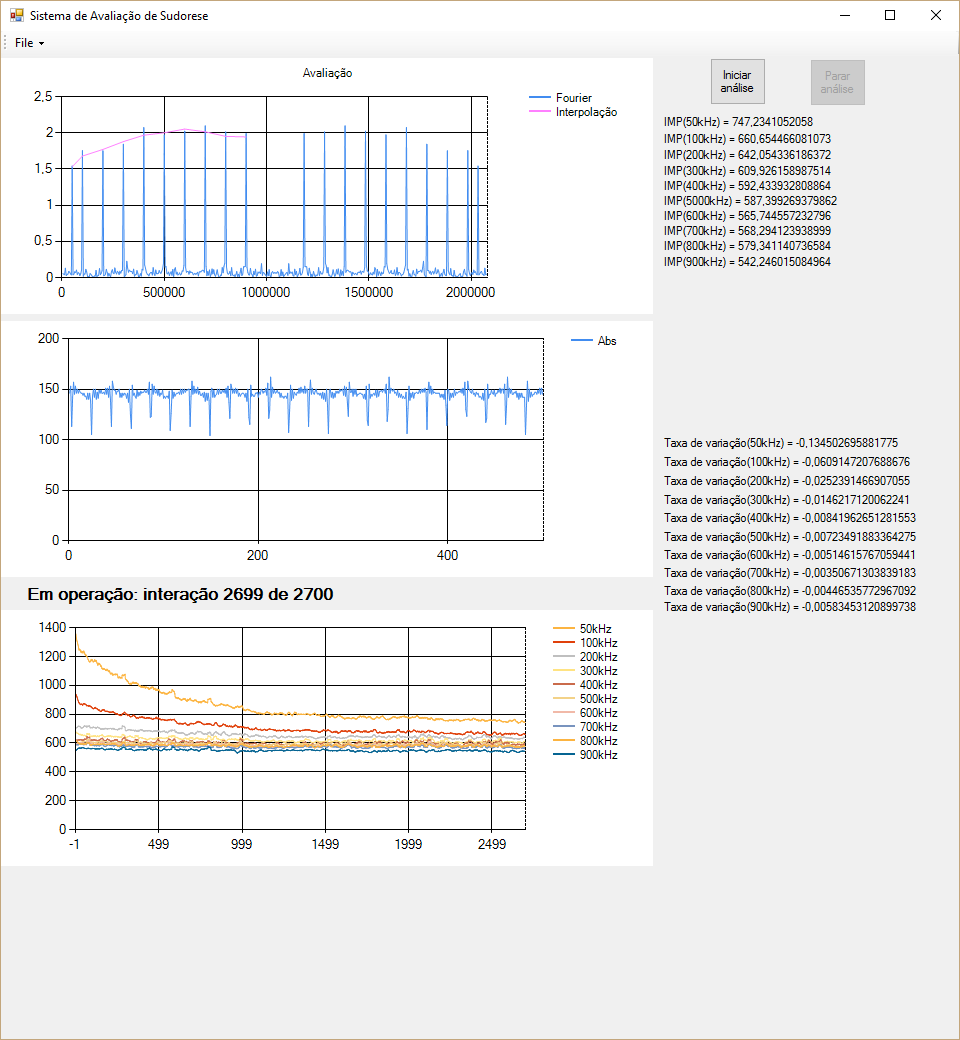 Sistema de Avaliação de Sudorese
File
Avaliação
2,5
2
1,5
1
0,5
0
0
500000
1000000
1500000
2000000
Fourier
Interpolação
Iniciar
análise
Parar
análise
IMP(50kHz) = 747,2341052058
IMP(100kHz) = 660,654466081073
IMP(200kHz) = 642,054336186372
IMP(300kHz) = 609,926158987514
IMP(400kHz) = 592,433932808864
IMP(5000kHz) = 587,399269379862
IMP(600kHz) = 565,744557232796
IMP(700kHz) = 568,294123938999
IMP(800kHz) = 579,341140736584
IMP(900kHz) = 542,246015084964
200
150
100
50
0
0
200
400
Abs
Taxa de variação(50kHz) = -0,134502695881775
Taxa de variação(100kHz) = -0,0609147207688676
Taxa de variação(200kHz) = -0,0252391466907055
Taxa de variação(300kHz) = -0,0146217120062241
Taxa de variação(400kHz) = -0,00841962651281553
Taxa de variação(500kHz) = -0,00723491883364275
Taxa de variação(600kHz) = -0,00514615767059441
Taxa de variação(700kHz) = -0,00350671303839183
Taxa de variação(800kHz) = -0,00446535772967092
Taxa de variação(900kHz) = -0,00583453120899738
Em operação: interação 2699 de 2700
1400
1200
1000
800
600
400
200
0
-1
499
999
1499
1999
2499
50kHz
100kHz
200kHz
300kHz
400kHz
500kHz
600kHz
700kHz
800kHz
900kHz